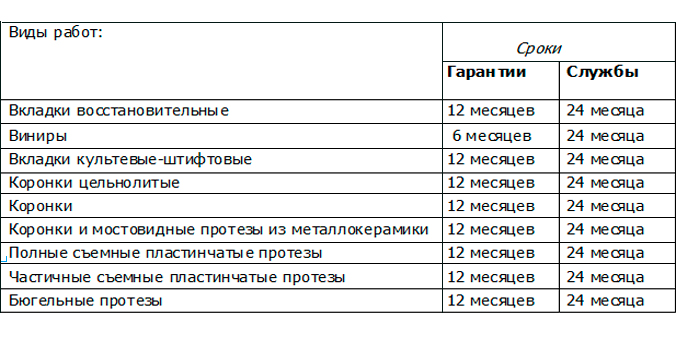 Виды работ:
Сроки
Гарантии Службы
Вкладки восстановительные 12 месяцев 24 месяца
Виниры 6 месяцев 24 месяца
Вкладки культевые-штифтовые 12 месяцев 24 месяца
Коронки цельнолитые 12 месяцев 24 месяца
Коронки 12 месяцев 24 месяца
Коронки и мостовидные протезы из металлокерамики 12 месяцев 24 месяца
Полные съемные пластинчатые протезы 12 месяцев 24 месяца
Частичные съемные пластинчатые протезы 12 месяцев 24 месяца
Бюгельные протезы 12 месяцев 24 месяца